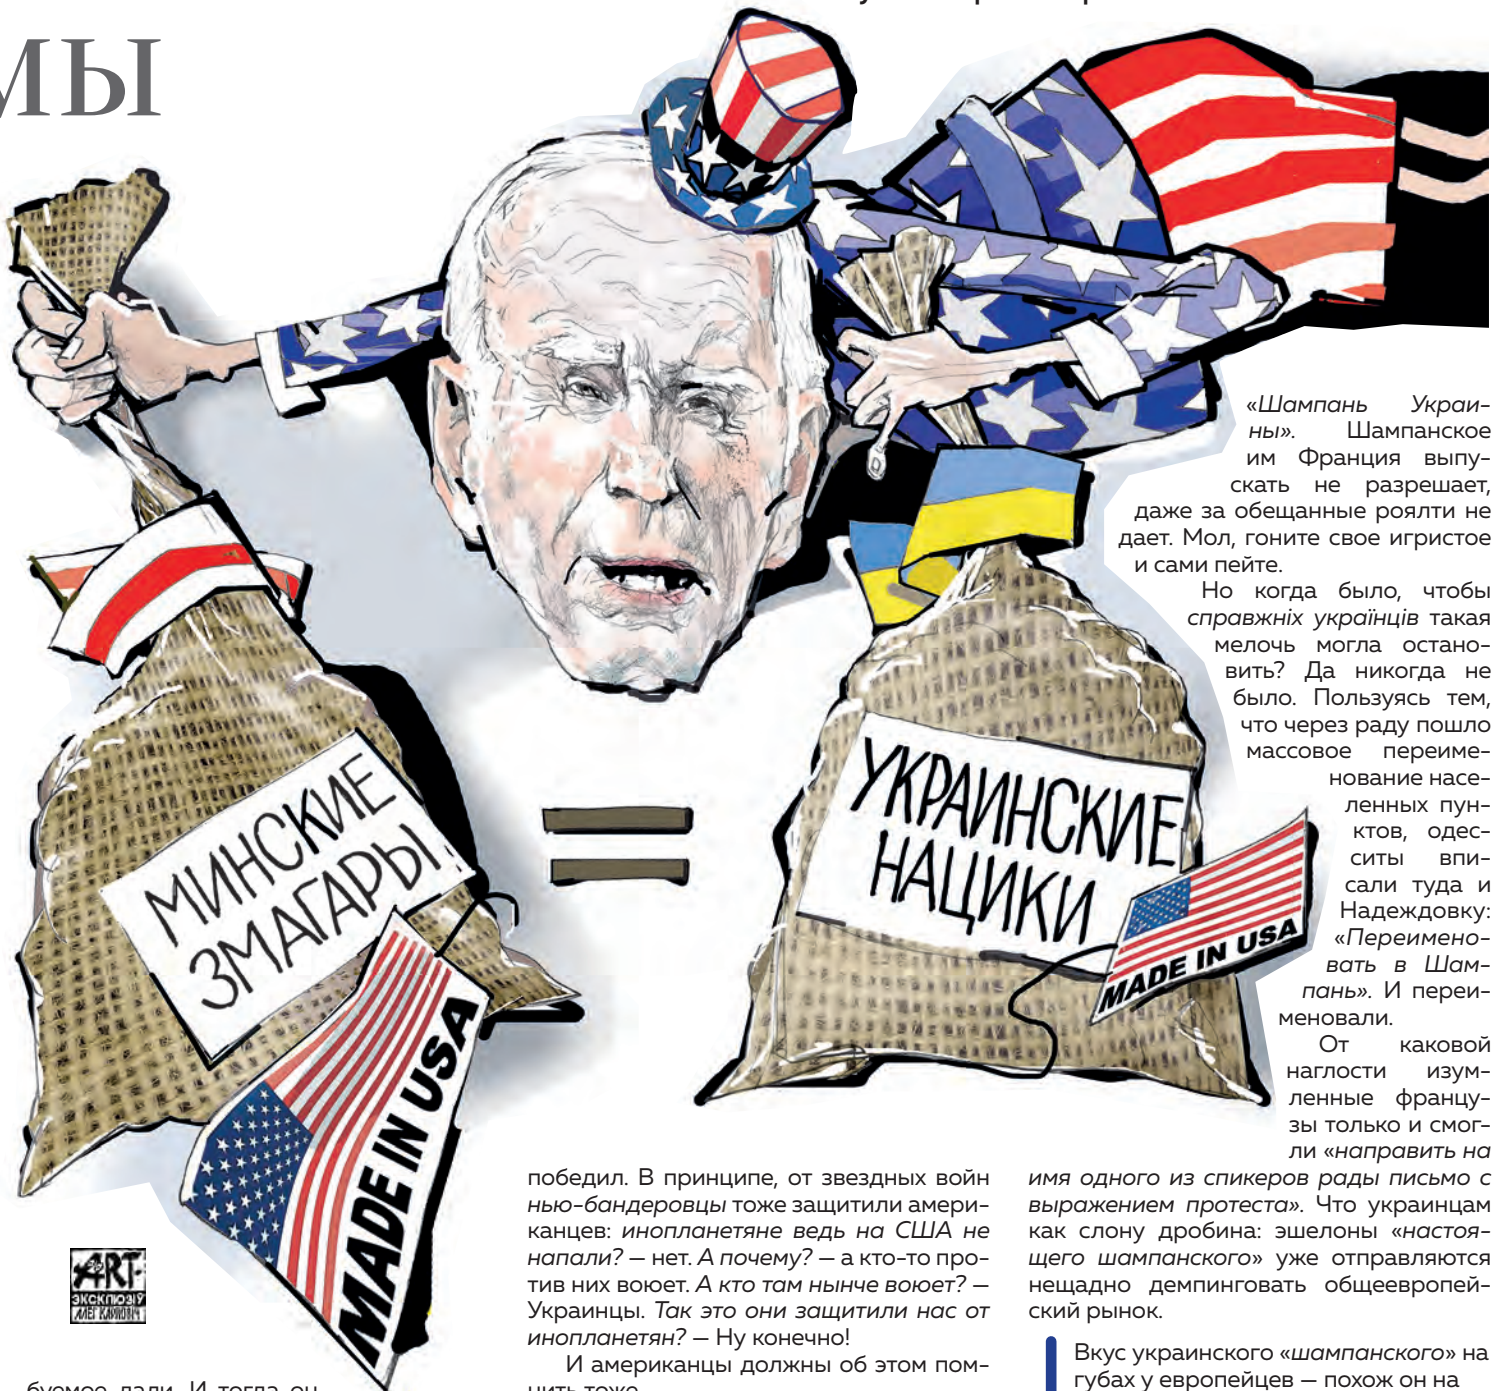 МЫ
МИНСКИЕ
ЗМАГАРЫ
MADE IN USA
=
УКРАИНСКИЕ
НАЦИКИ
MADE IN USA
ART-
ЭКСКЛЮЗІЎ
победил. В принципе, от звездных войн
нью-бандеровцы тоже защитили амери-
канцев: инопланетяне ведь на США не
напали? — нет. А почему? — а кто-то про-
тив них воюет. А кто там нынче воюет? —
Украинцы. Так это они защитили нас от
инопланетян? — Ну конечно!
И американцы должны об этом пом-
нить тоже.
«Шампань Украи-
ны». Шампанское
им Франция выпу-
скать не разрешает,
даже за обещанные роялти не
дает. Мол, гоните свое игристое
и сами пейте.
Но когда было, чтобы
справжніх українців такая
мелочь могла остано-
вить? Да никогда не
было. Пользуясь тем,
что через раду пошло
массовое переиме-
нование насе-
ленных пун-
ктов, одес-
ситы впи-
сали туда и
Надеждовку:
«Переимено-
вать в Шам-
пань». И переи-
меновали.
От каковой
наглости изум-
ленные францу-
зы только и смог-
ли «направить на
имя одного из спикеров рады письмо с
выражением протеста». Что украинцам
как слону дробина: эшелоны «настоя-
щего шампанского» уже отправляются
нещадно демпинговать общеевропей-
ский рынок.
Вкус украинского «шампанского» на
губах у европейцев — похож он на